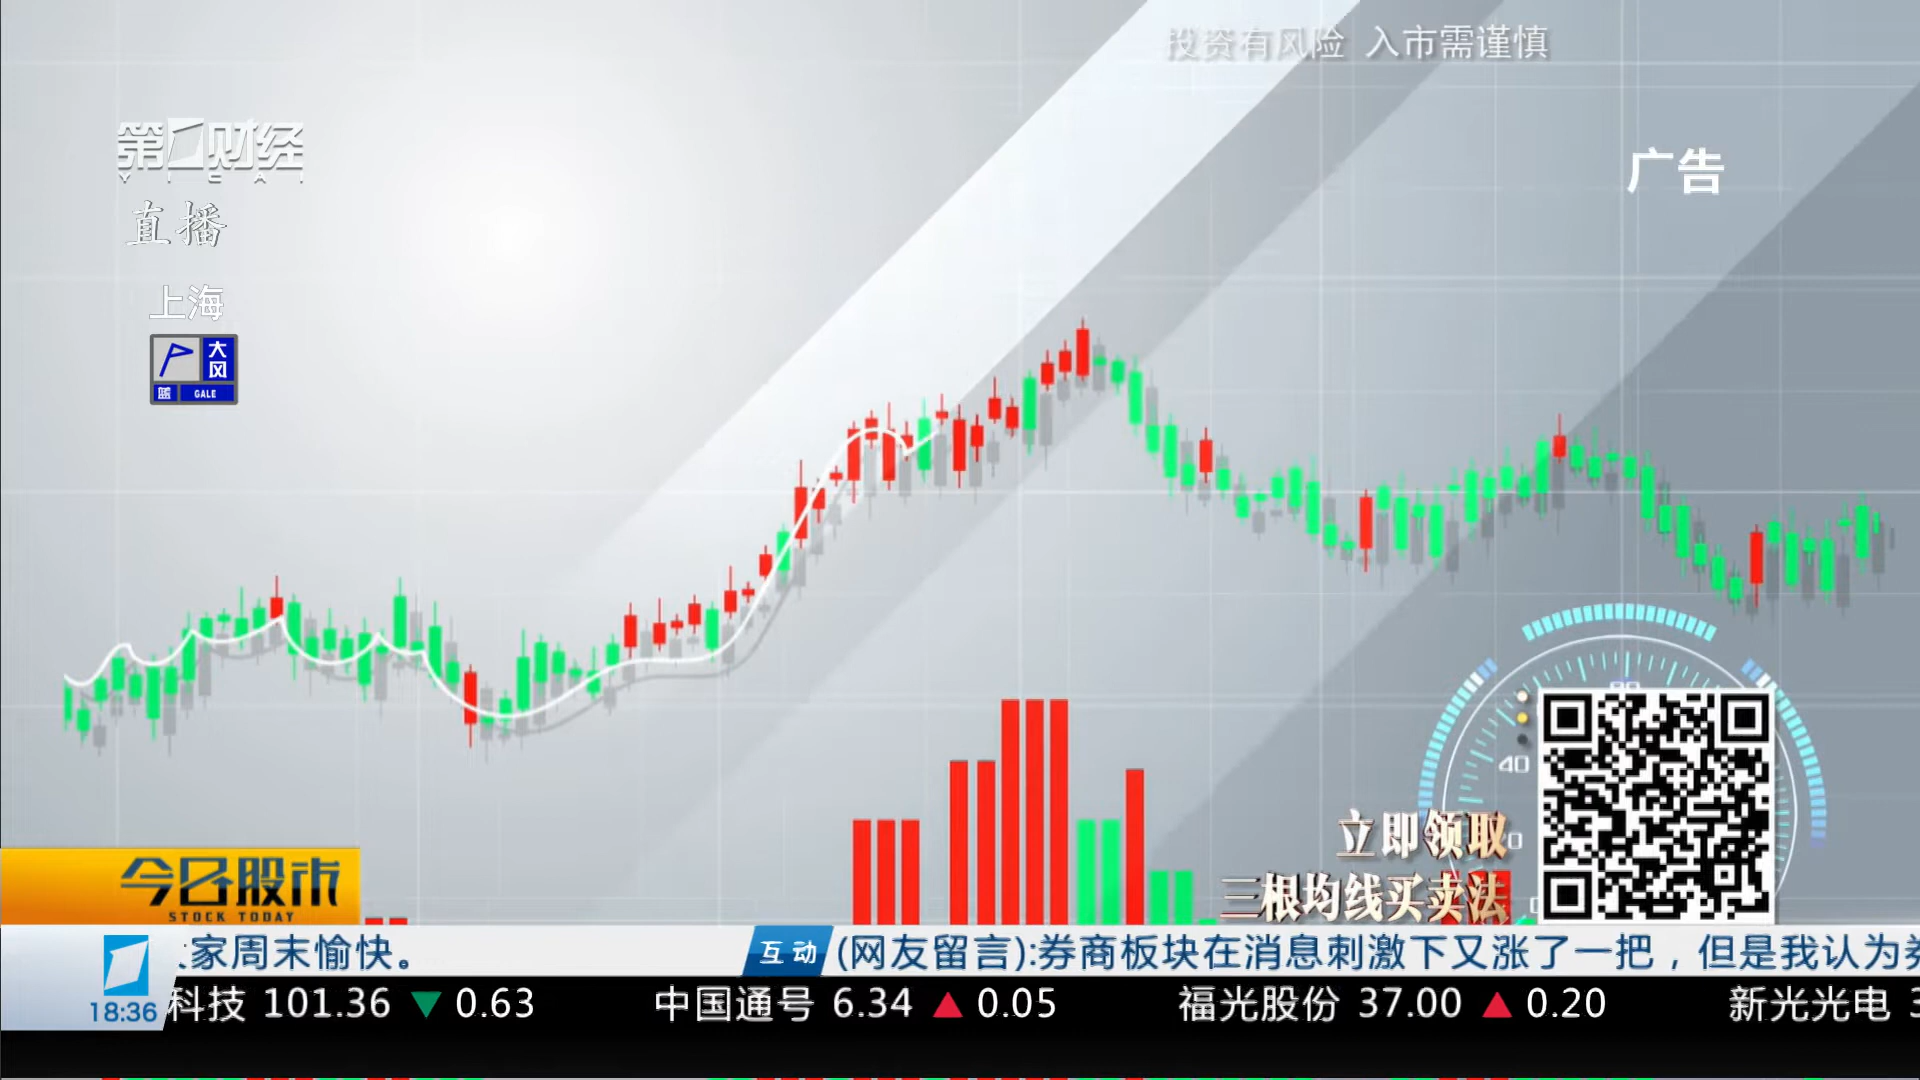 投资有风险 入市需谨慎
第一财经
YICAI
广告
直播
上海
大风
蓝 GALE
40
立即领取
三根均线买卖法
今日股市
STOCK TODAY
家周末愉快。 互动 (网友留言):券商板块在消息刺激下又涨了一把，但是我认为
18:36
科技 101.36 ▼ 0.63 中国通号 6.34 ▲ 0.05 福光股份 37.00 ▲ 0.20 新光光电